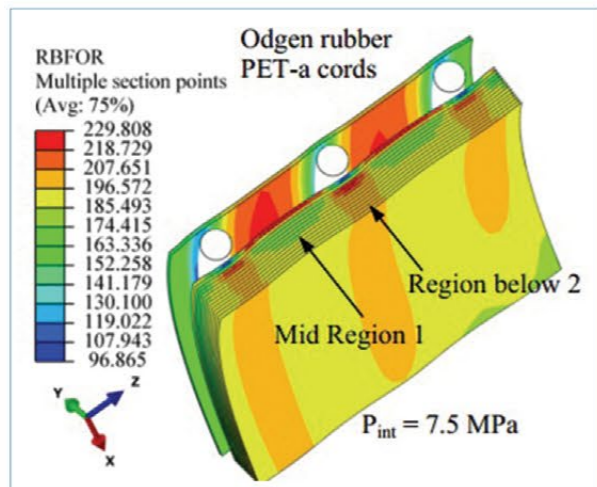 RBFOR
Multiple section points
(Avg: 75%)
229.808
218.729
207.651
196.572
185.493
174.415
163.336
152.258
141.179
130.100
119.022
107.943
96.865
Odgen rubber
PET-a cords
Region below 2
Mid Region 1
P_int = 7.5 MPa
Y
Z
X